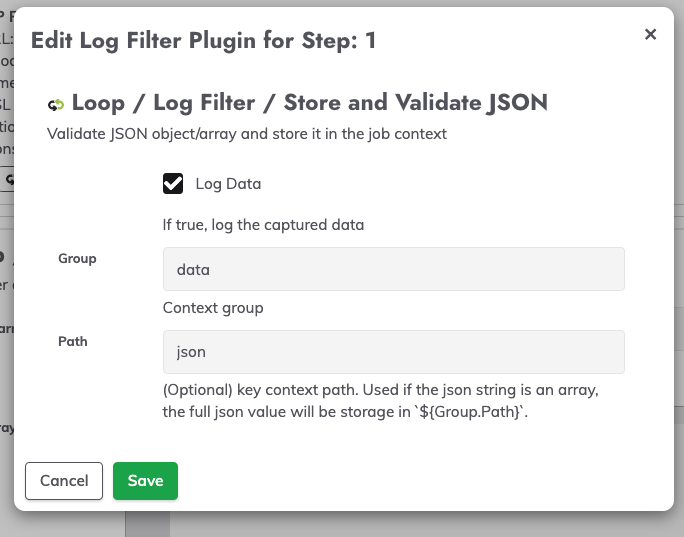 Edit Log Filter Plugin for Step: 1
Loop / Log Filter / Store and Validate JSON
Validate JSON object/array and store it in the job context
Log Data
If true, log the captured data
Group
data
Context group
Path
json
(Optional) key context path. Used if the json string is an array,
the full json value will be storage in `${Group.Path}`.
Cancel
Save